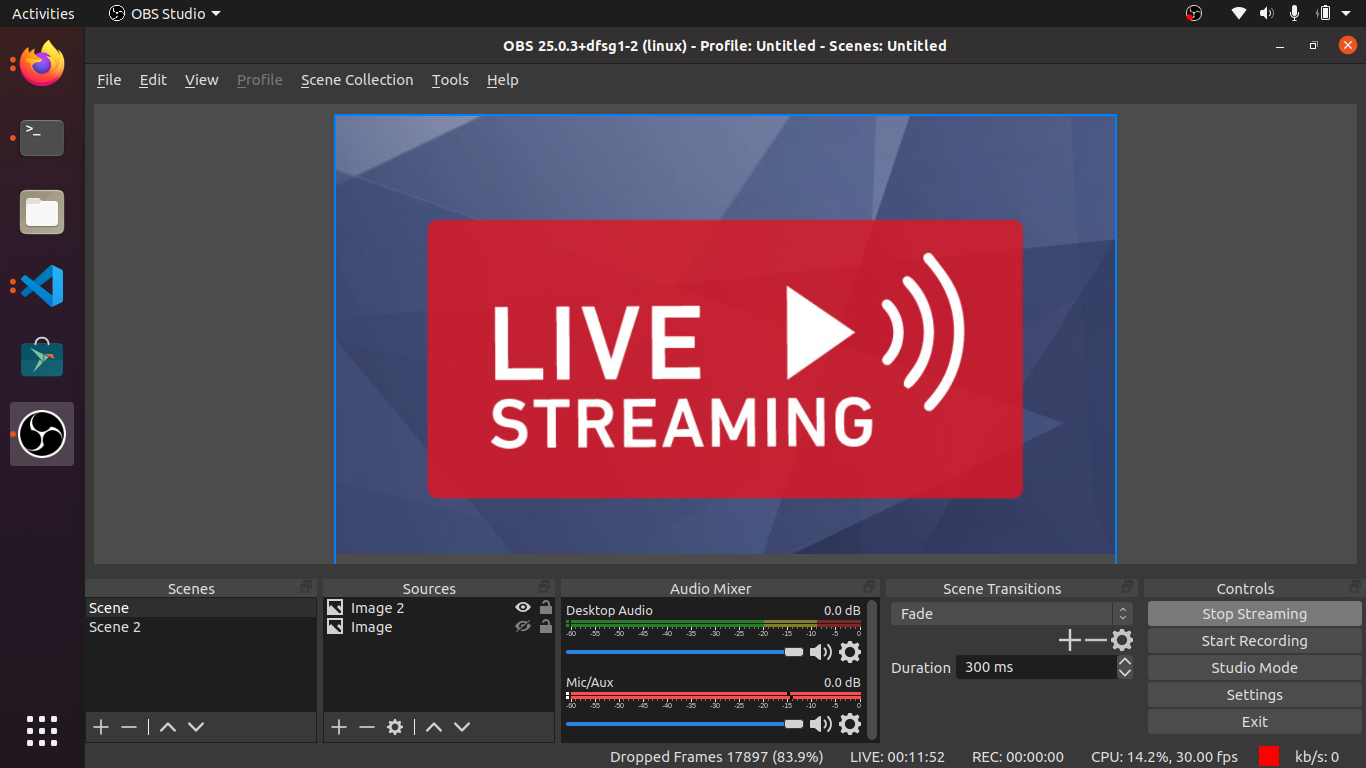 Activities OBS Studio
OBS 25.0.3+dfsg1-2 (linux) - Profile: Untitled - Scenes: Untitled
File Edit View Profile Scene Collection Tools Help
>_
LIVE
STREAMING
Scenes Sources Audio Mixer Scene Transitions Controls
Scene
Scene 2
Image 2
Image
Desktop Audio 0.0 dB
-60 -55 -50 -45 -40 -35 -30 -25 -20 -15 -10 -5 0
Mic/Aux 0.0 dB
-60 -55 -50 -45 -40 -35 -30 -25 -20 -15 -10 -5 0
Fade
Duration 300 ms
Stop Streaming
Start Recording
Studio Mode
Settings
Exit
Dropped Frames 17897 (83.9%) LIVE: 00:11:52 REC: 00:00:00 CPU: 14.2%, 30.00 fps kb/s: 0